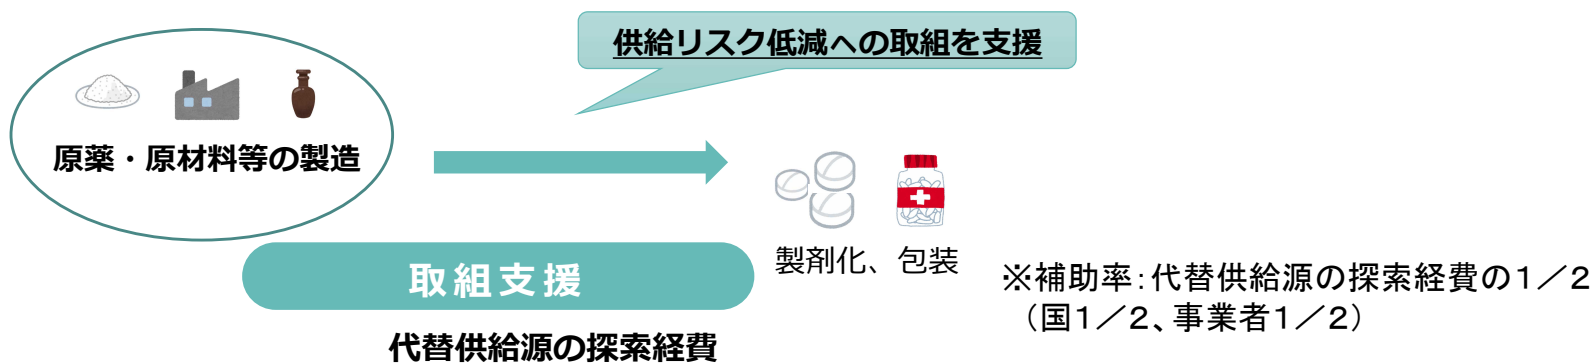 供給リスク低減への取組を支援
原薬・原材料等の製造
製剤化、包装
取組支援
代替供給源の探索経費
※補助率：代替供給源の探索経費の１／２
（国１／２、事業者１／２）